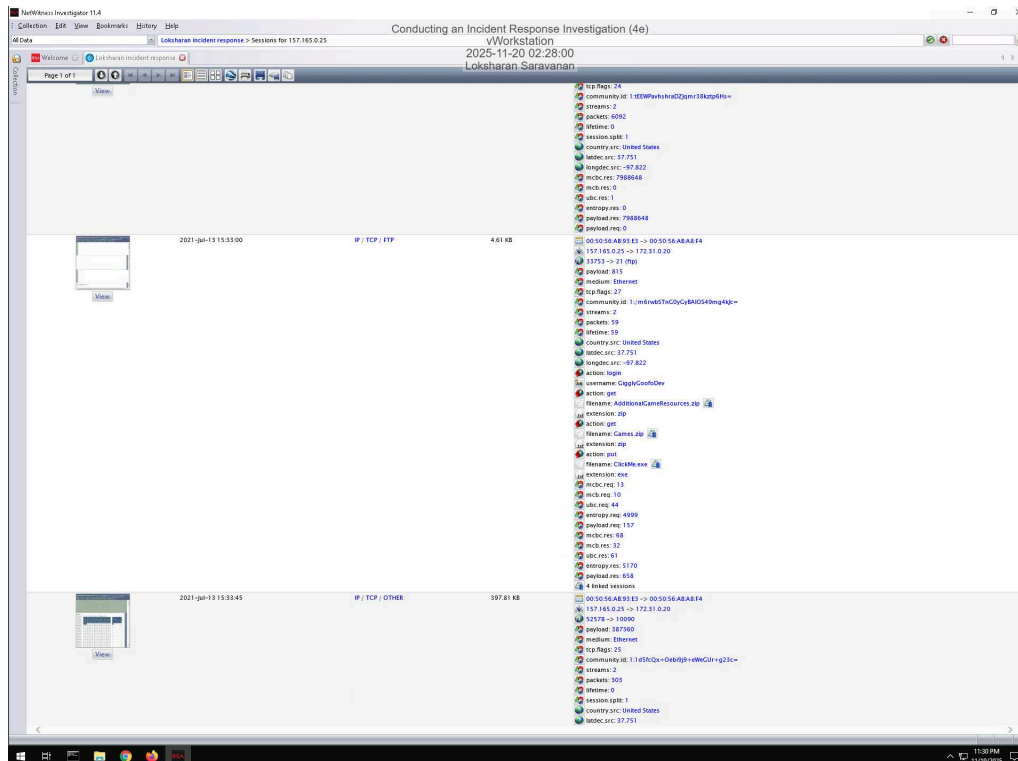 NetWitness Investigator 11.4
Collection Edit View Bookmarks History Help
Conducting an Incident Response Investigation (4e)
All Data
Loksharan incident response > Sessions for 157.165.0.25
vWorkstation
2025-11-20 02:28:00
Loksharan Saravanan
Welcome
Loksharan incident response
Collection
Page 1 of 1
View
tcp.flags: 24
streams: 2
packets: 6092
lifetime: 0
session.split: 1
country.src: United States
latdec.src: 37.751
longdec.src: -97.822
mcbc.res: 7988648
mcb.res: 0
ubc.res: 1
entropy.res: 0
payload.res: 7988648
payload.req: 0
2021-Jul-13 15:33:00 IP / TCP / FTP 4.61 KB
View
00:50:56:AB:93:E3 -> 00:50:56:AB:A8:F4
157.165.0.25 -> 172.31.0.20
33753 -> 21 (ftp)
payload: 815
medium: Ethernet
tcp.flags: 27
streams: 2
packets: 59
lifetime: 59
country.src: United States
latdec.src: 37.751
longdec.src: -97.822
action: login
username: GigglyGoofoDev
action: get
filename: AdditionalGameResources.zip
extension: zip
action: get
filename: Games.zip
extension: zip
action: put
filename: ClickMe.exe
extension: exe
mcbc.req: 13
mcb.req: 10
ubc.req: 44
entropy.req: 4999
payload.req: 157
mcbc.res: 68
mcb.res: 32
ubc.res: 61
entropy.res: 5170
payload.res: 658
4 linked sessions
2021-Jul-13 15:33:45 IP / TCP / OTHER 397.81 KB
View
00:50:56:AB:93:E3 -> 00:50:56:AB:A8:F4
157.165.0.25 -> 172.31.0.20
52578 -> 10090
payload: 387360
medium: Ethernet
tcp.flags: 25
streams: 2
packets: 303
lifetime: 0
session.split: 1
country.src: United States
latdec.src: 37.751
RSA
11:30 PM
11/19/2025